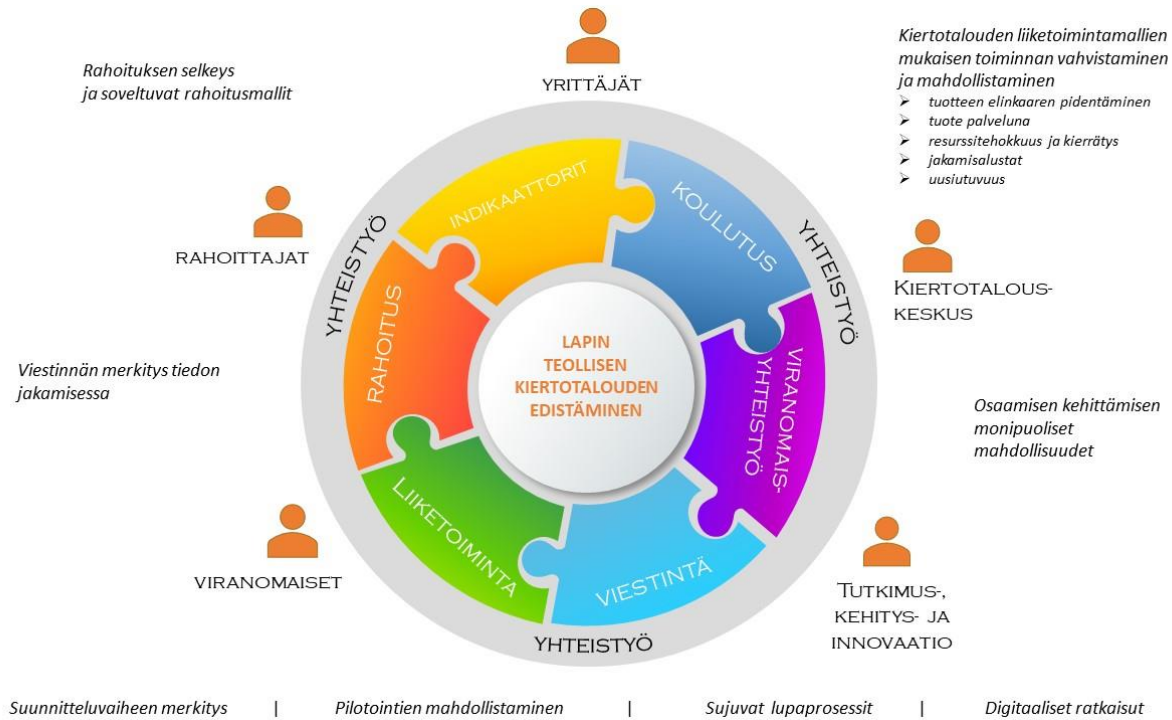 YRITTÄJÄT
Rahoituksen selkeys
ja soveltuvat rahoitusmallit
Kiertotalouden liiketoimintamallien
mukaisen toiminnan vahvistaminen
ja mahdollistaminen
➢ tuotteen elinkaaren pidentäminen
➢ tuote palveluna
➢ resurssitehokkuus ja kierrätys
➢ jakamisalustat
➢ uusiutuvuus
RAHOITTAJAT
KIERTOTALOUS-
KESKUS
YHTEISTYÖ
YHTEISTYÖ
INDIKAATTORIT
KOULUTUS
RAHOITUS
VIRANOMAIS-
YHTEISTYÖ
LAPIN
TEOLLISEN
KIERTOTALOUDEN
EDISTÄMINEN
Viestinnän merkitys tiedon
jakamisessa
Osaamisen kehittämisen
monipuoliset
mahdollisuudet
LIIKETOIMINTA
VIESTINTÄ
VIRANOMAISET
TUTKIMUS-,
KEHITYS- JA
INNOVAATIO
YHTEISTYÖ
Suunnitteluvaiheen merkitys | Pilotointien mahdollistaminen | Sujuvat lupaprosessit | Digitaaliset ratkaisut